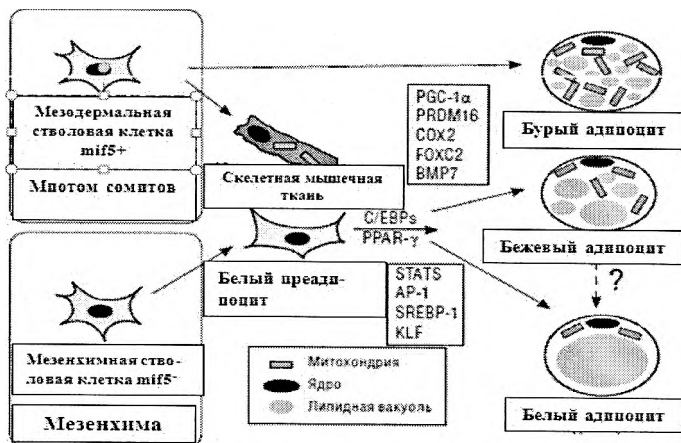 Мезодермальная
стволовая клетка
mif5+
Миотом сомитов
Скелетная мышечная
ткань
PGC-1α
PRDM16
COX2
FOXC2
BMP7
Бурый адипоцит
C/EBPs
PPAR-γ
Бежевый адипоцит
?
Белый преади-
поцит
STATS
AP-1
SREBP-1
KLF
Мезенхимная ство-
ловая клетка mif5-
Мезенхима
Митохондрия
Ядро
Липидная вакуоль
Белый адипоцит